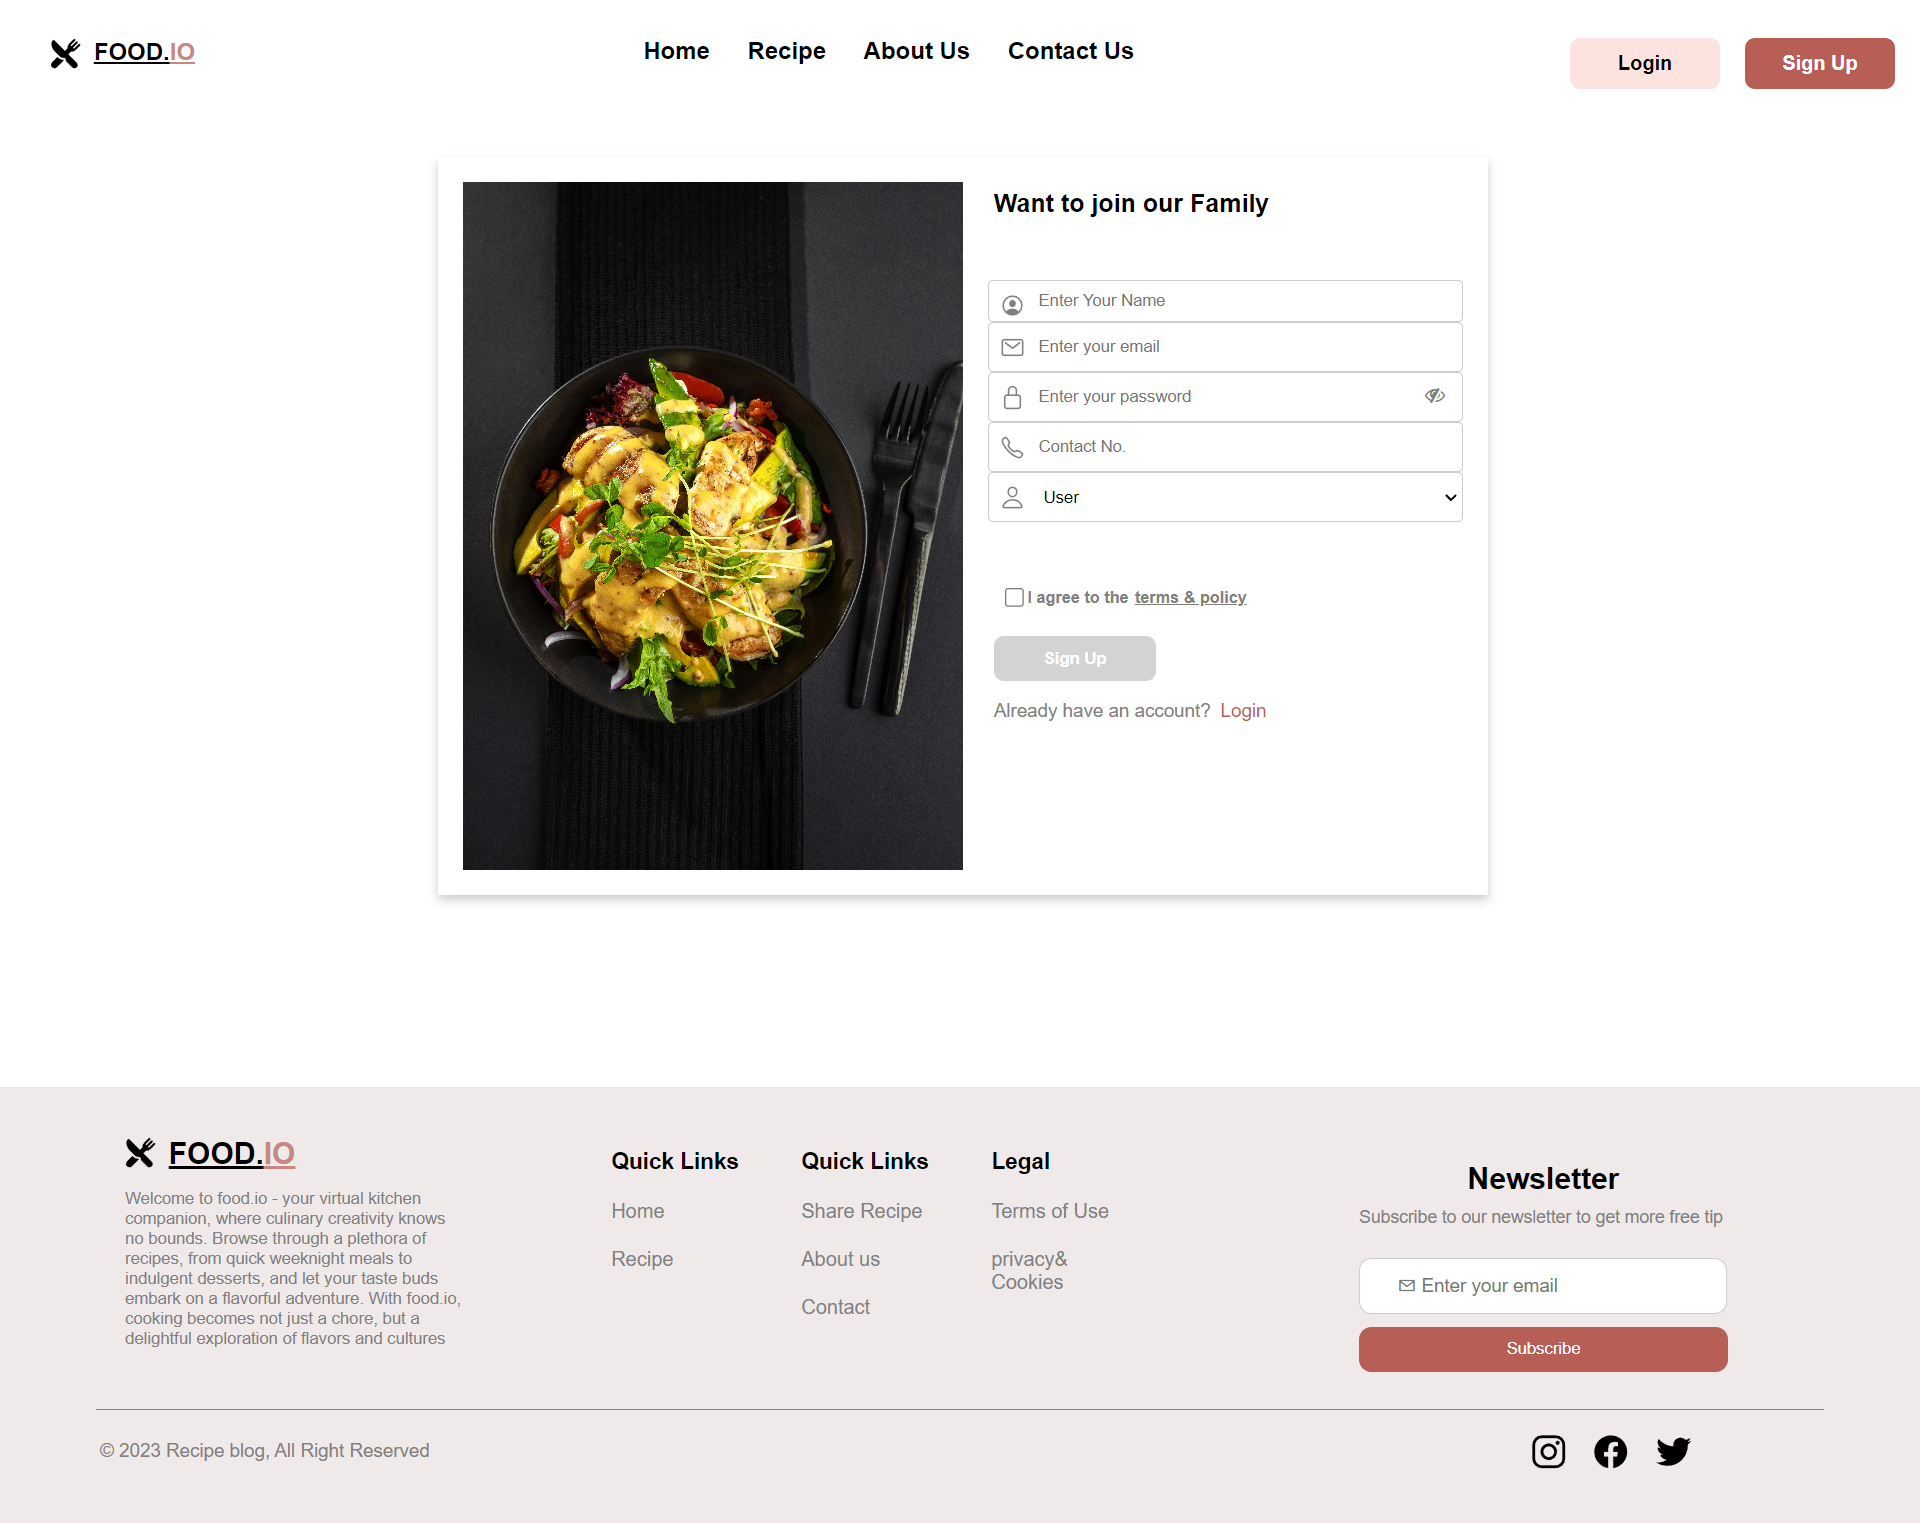 FOOD.IO
Home Recipe About Us Contact Us
Login Sign Up
Want to join our Family
Enter Your Name
Enter your email
Enter your password
Contact No.
User
I agree to the terms & policy
Sign Up
Already have an account? Login
FOOD.IO
Welcome to food.io - your virtual kitchen
companion, where culinary creativity knows
no bounds. Browse through a plethora of
recipes, from quick weeknight meals to
indulgent desserts, and let your taste buds
embark on a flavorful adventure. With food.io,
cooking becomes not just a chore, but a
delightful exploration of flavors and cultures
Quick Links
Home
Recipe
Quick Links
Share Recipe
About us
Contact
Legal
Terms of Use
privacy&
Cookies
Newsletter
Subscribe to our newsletter to get more free tip
Enter your email
Subscribe
© 2023 Recipe blog, All Right Reserved